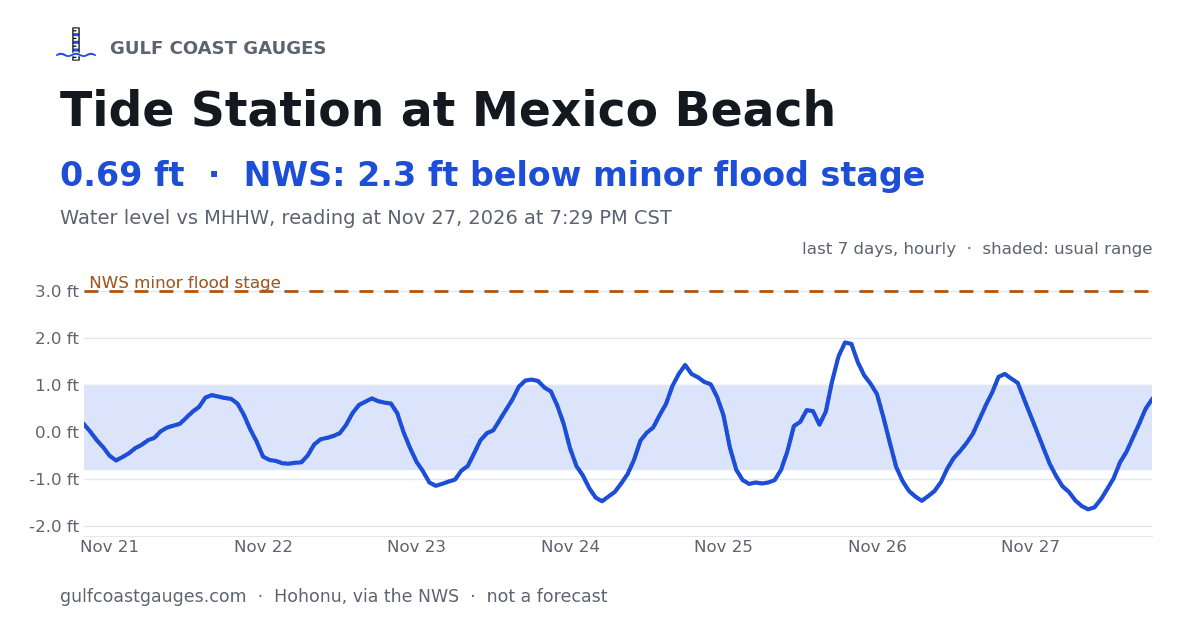 GULF COAST GAUGES
Tide Station at Mexico Beach
0.69 ft · NWS: 2.3 ft below minor flood stage
Water level vs MHHW, reading at Nov 27, 2026 at 7:29 PM CST
last 7 days, hourly · shaded: usual range
NWS minor flood stage
3.0 ft
2.0 ft
1.0 ft
0.0 ft
-1.0 ft
-2.0 ft
Nov 21 Nov 22 Nov 23 Nov 24 Nov 25 Nov 26 Nov 27
gulfcoastgauges.com · Hohonu, via the NWS · not a forecast